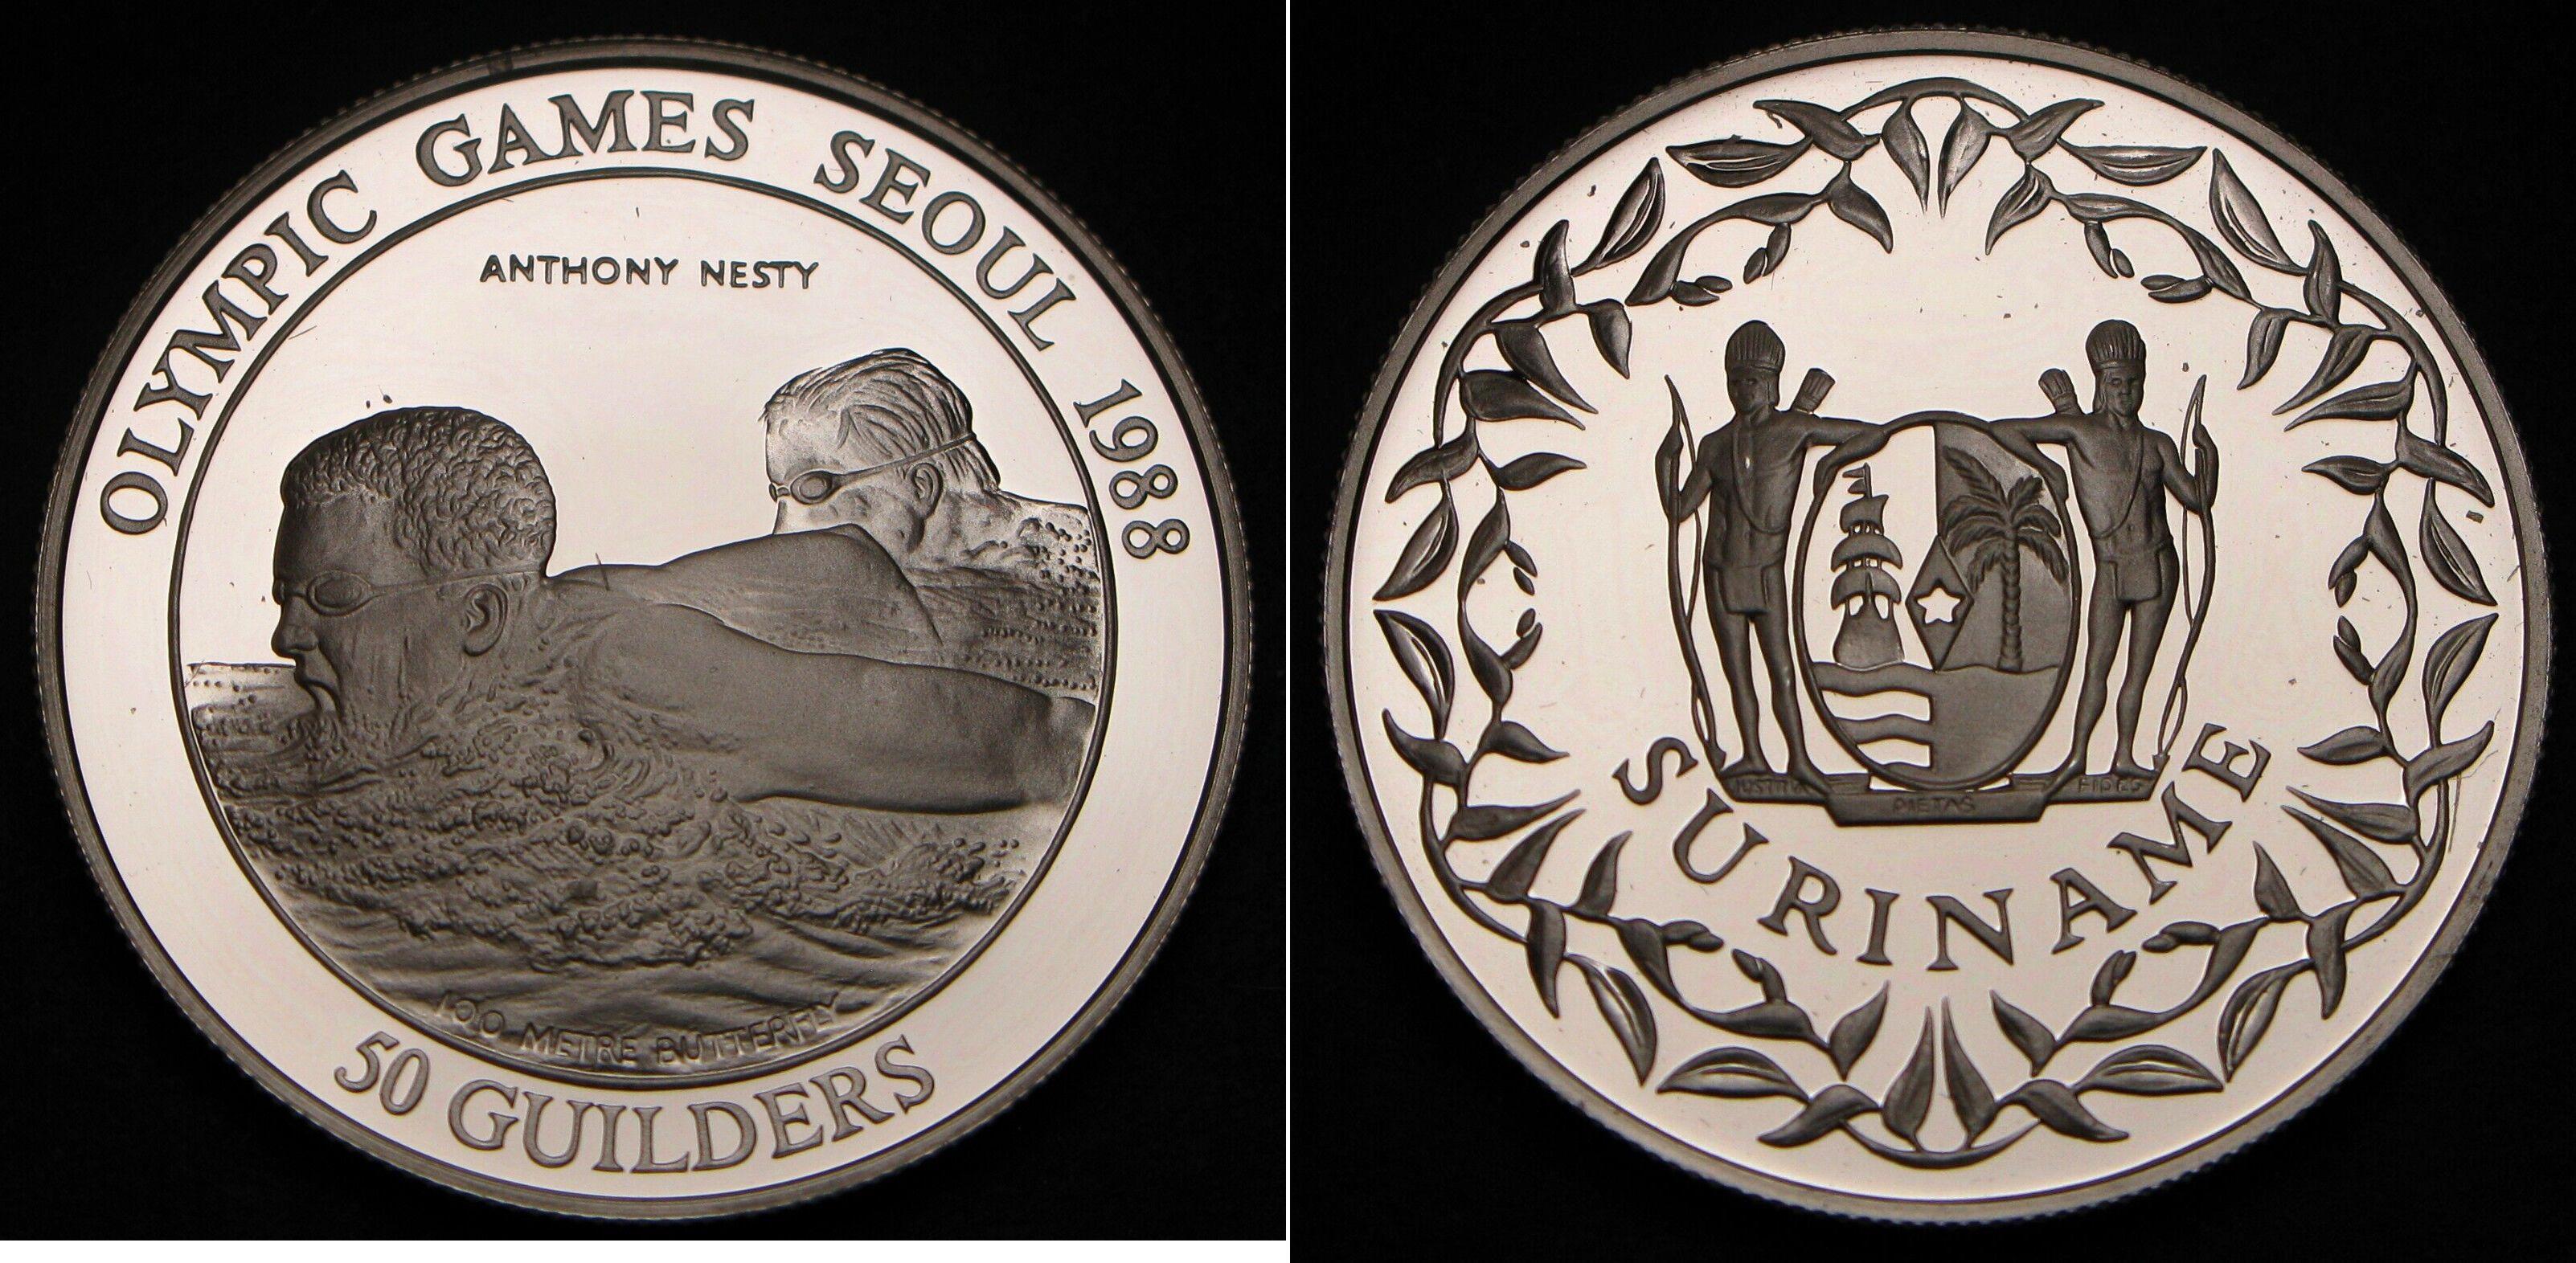 OLYMPIC GAMES SEOUL 1988
ANTHONY NESTY
100 METRE BUTTERFLY
50 GUILDERS
JUSTITIA PIETAS FIDES
SURINAME